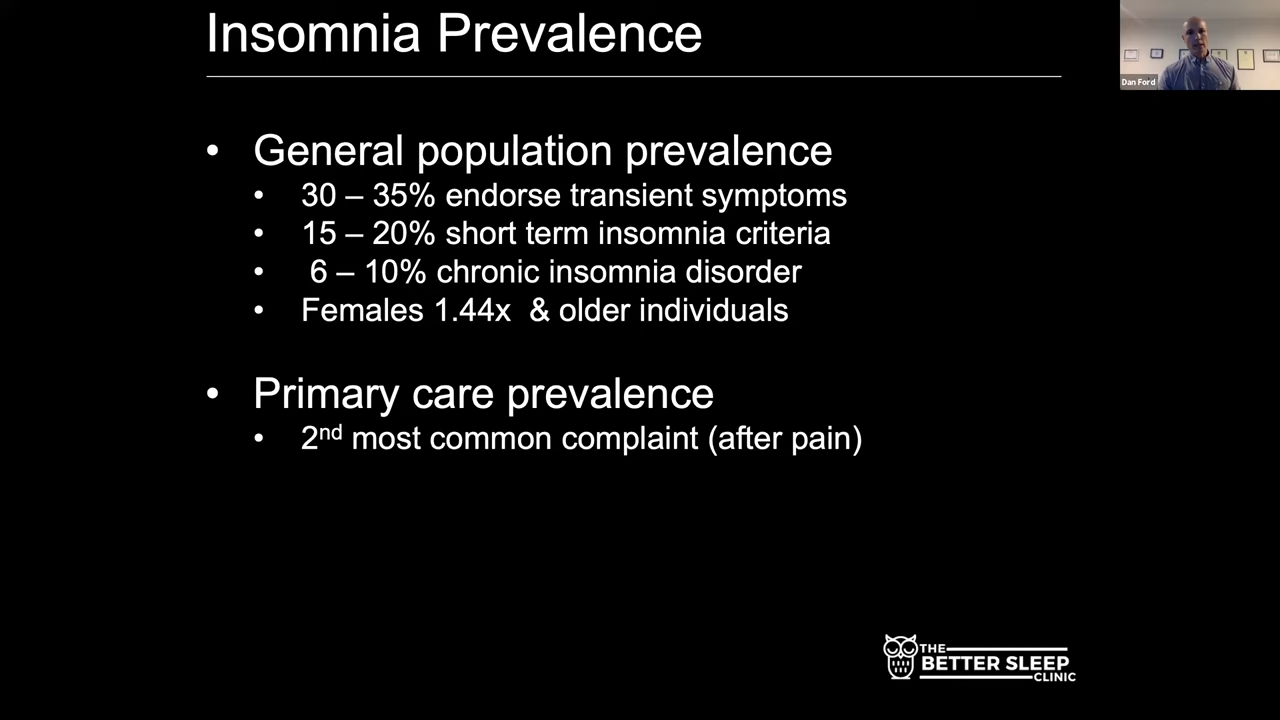 Insomnia Prevalence
Dan Ford
• General population prevalence
• 30 – 35% endorse transient symptoms
• 15 – 20% short term insomnia criteria
• 6 – 10% chronic insomnia disorder
• Females 1.44x & older individuals
• Primary care prevalence
• 2nd most common complaint (after pain)
THE
BETTER SLEEP
CLINIC